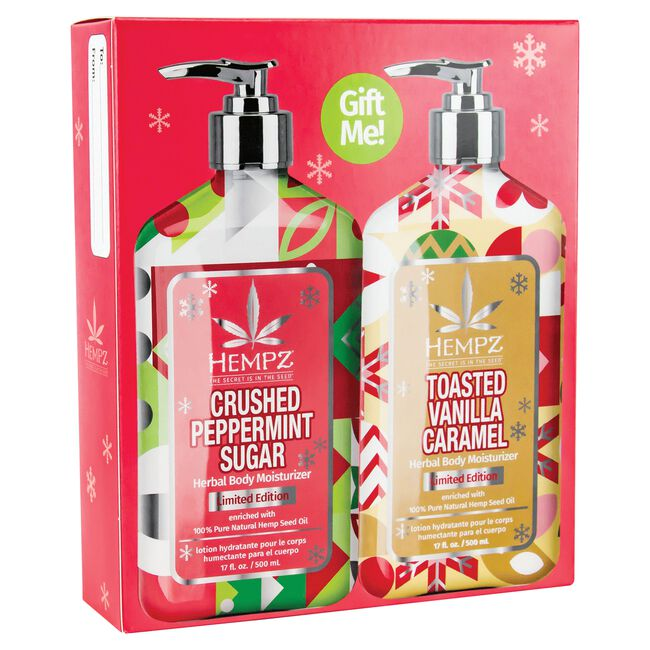 To:
From:
Gift
Me!
HEMPZ
HEMPZ
THE SECRET IS IN THE SEED
CRUSHED
PEPPERMINT
SUGAR
Herbal Body Moisturizer
Limited Edition
enriched with
100% Pure Natural Hemp Seed Oil
lotion hydratante pour le corps
humectante para el cuerpo
17 fl. oz. / 500 mL
HEMPZ
THE SECRET IS IN THE SEED
TOASTED
VANILLA
CARAMEL
Herbal Body Moisturizer
Limited Edition
enriched with
100% Pure Natural Hemp Seed Oil
lotion hydratante pour le corps
humectante para el cuerpo
17 fl. oz. / 500 mL